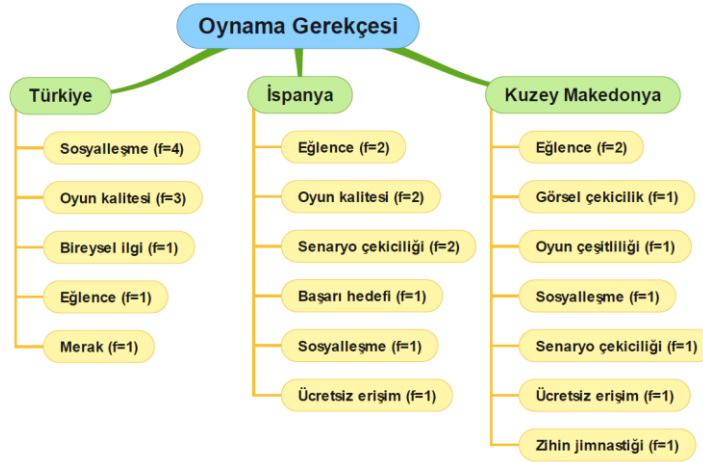 Oynama Gerekçesi
Türkiye
Sosyalleşme (f=4)
Oyun kalitesi (f=3)
Bireysel ilgi (f=1)
Eğlence (f=1)
Merak (f=1)
İspanya
Eğlence (f=2)
Oyun kalitesi (f=2)
Senaryo çekiciliği (f=2)
Başarı hedefi (f=1)
Sosyalleşme (f=1)
Ücretsiz erişim (f=1)
Kuzey Makedonya
Eğlence (f=2)
Görsel çekicilik (f=1)
Oyun çeşitliliği (f=1)
Sosyalleşme (f=1)
Senaryo çekiciliği (f=1)
Ücretsiz erişim (f=1)
Zihin jimnastiği (f=1)